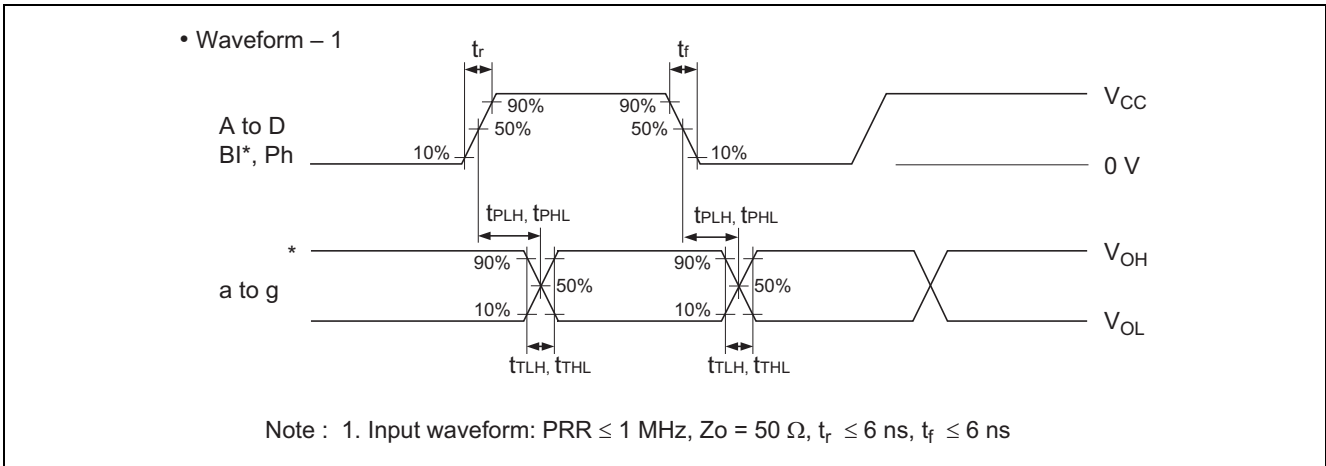 • Waveform – 1
tr
tf
90%
90%
VCC
A to D
50%
50%
BI*, Ph
10%
10%
0 V
tPLH, tPHL
tPLH, tPHL
*
VOH
90%
90%
a to g
50%
50%
10%
10%
VOL
tTLH, tTHL
tTLH, tTHL
Note : 1. Input waveform: PRR ≤ 1 MHz, Zo = 50 Ω, tr ≤ 6 ns, tf ≤ 6 ns